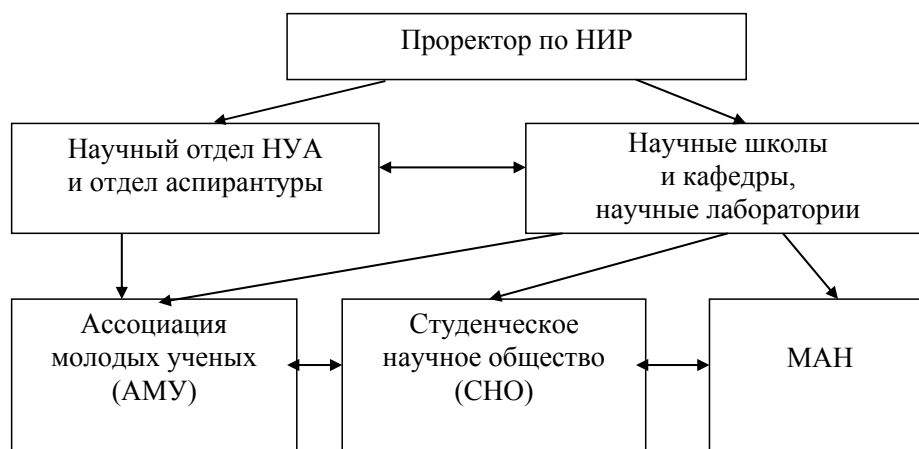 Проректор по НИР
Научный отдел НУА
и отдел аспирантуры
Научные школы
и кафедры,
научные лаборатории
Ассоциация
молодых ученых
(АМУ)
Студенческое
научное общество
(СНО)
МАН